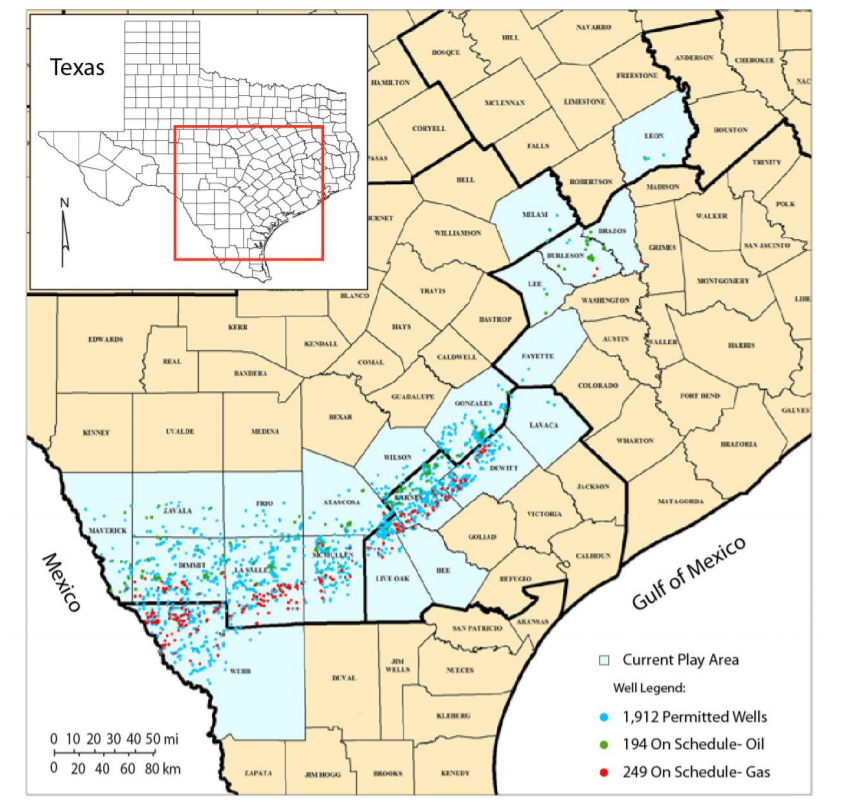 Texas
N
BOSQUE
HILL
NAVARRO
ANDERSON
CHEROKEE
HAMILTON
FREESTONE
MCLENNAN
LIMESTONE
CORYELL
LEON
HOUSTON
FALLS
TRINITY
BELL
ROBERTSON
MADISON
POLK
MILAM
WALKER
WILLIAMSON
BRAZOS
GRIMES
SAN JACINTO
BURLESON
MONTGOMERY
TRAVIS
LEE
BLANCO
WASHINGTON
BASTROP
HAYS
EDWARDS
KERR
KENDALL
AUSTIN
HARRIS
REAL
COMAL
CALDWELL
FAYETTE
BANDERA
COLORADO
GUADALUPE
FORT BEND
GONZALES
BEXAR
LAVACA
KINNEY
UVALDE
MEDINA
WHARTON
BRAZORIA
WILSON
DEWITT
JACKSON
FRIO
ATASCOSA
MATAGORDA
ZAVALA
VICTORIA
MAVERICK
GOLIAD
CALHOUN
DIMMIT
LA SALLE
LIVE OAK
BEE
REFUGIO
Mexico
Gulf of Mexico
ARANSAS
SAN PATRICIO
WEBB
DUVAL
JIM
WELLS
NUECES
KLEBERG
ZAPATA
JIM HOGG
BROOKS
KENEDY
Current Play Area
Well Legend:
1,912 Permitted Wells
194 On Schedule- Oil
249 On Schedule- Gas
0 10 20 30 40 50 mi
0 20 40 60 80 km